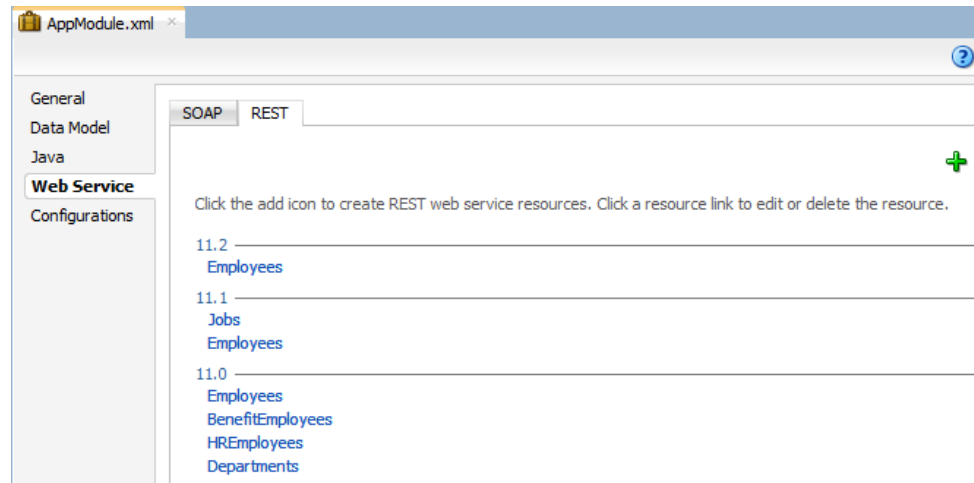 AppModule.xml
General
Data Model
Java
Web Service
Configurations
SOAP REST
Click the add icon to create REST web service resources. Click a resource link to edit or delete the resource.
11.2
Employees
11.1
Jobs
Employees
11.0
Employees
BenefitEmployees
HREmployees
Departments